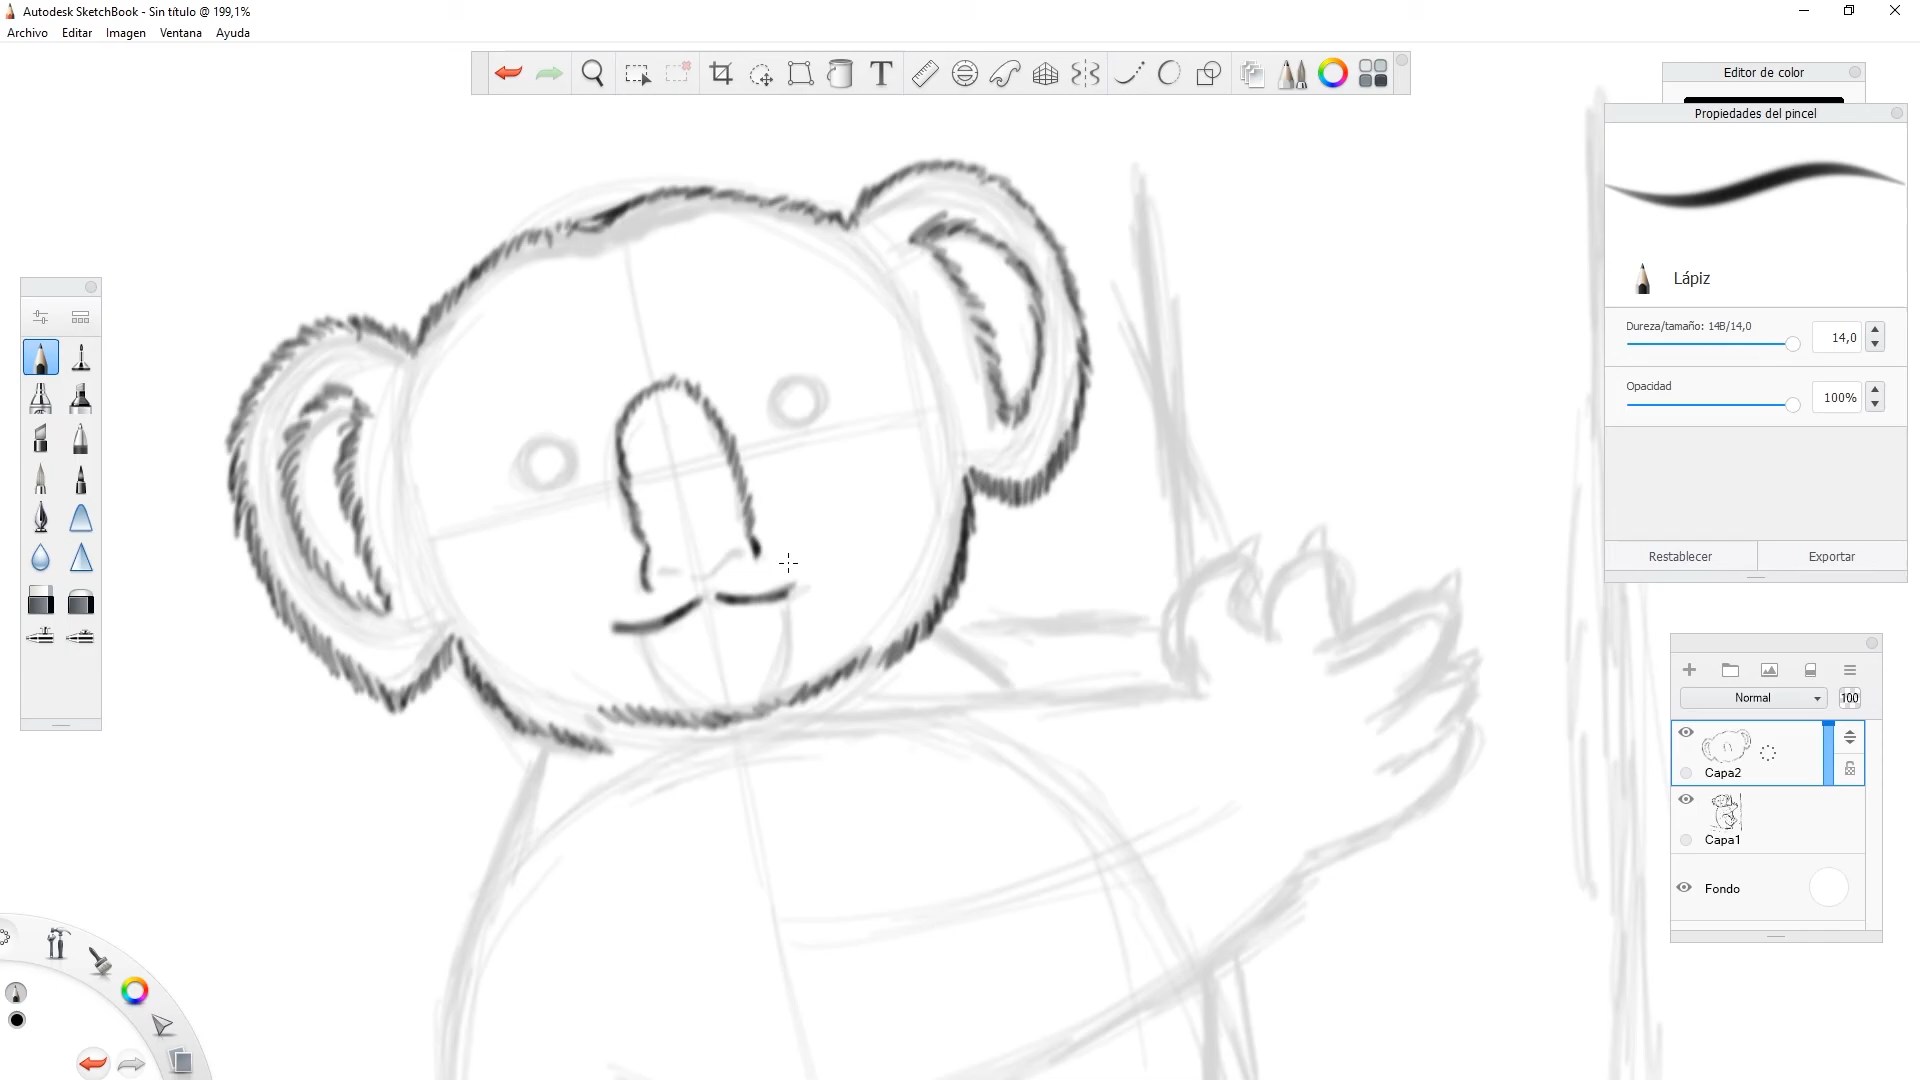 Autodesk SketchBook - Sin título @ 199,1%
Archivo Editar Imagen Ventana Ayuda
T
Editor de color
Propiedades del pincel
Lápiz
Dureza/tamaño: 14B/14,0
14,0
Opacidad
100%
Restablecer Exportar
Normal 100
Capa2
Capa1
Fondo